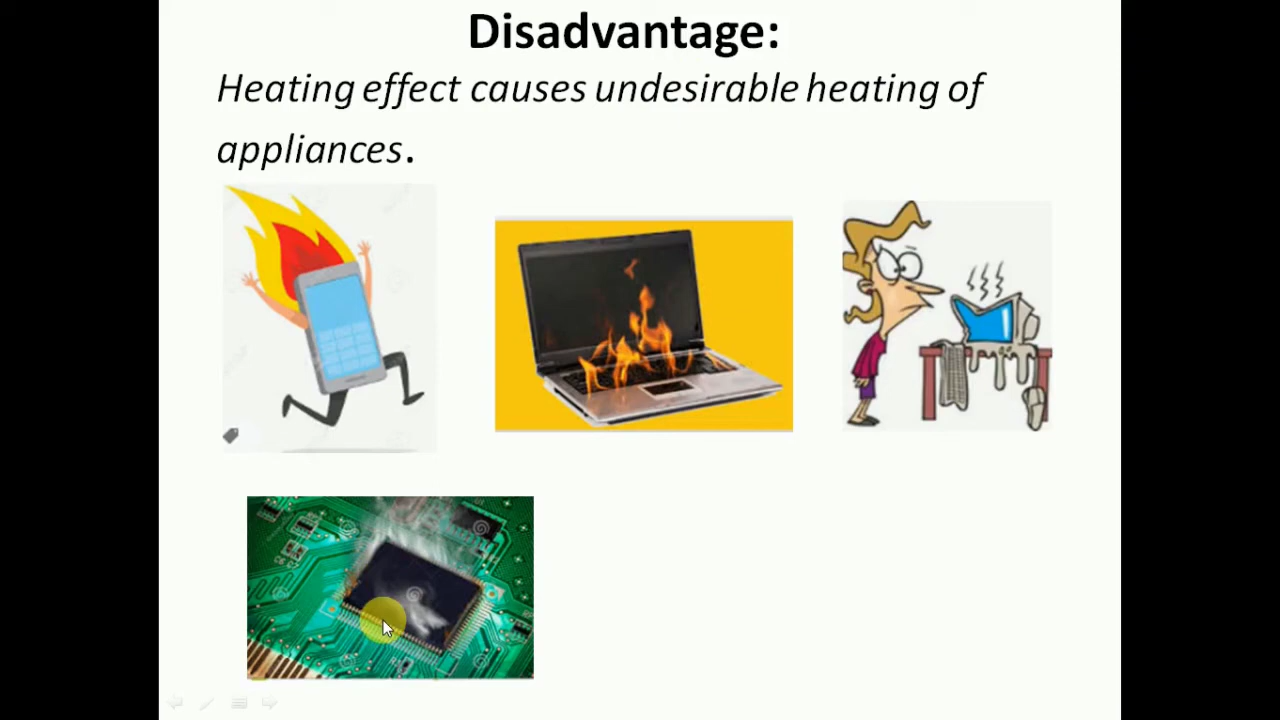 Disadvantage:
Heating effect causes undesirable heating of
appliances.